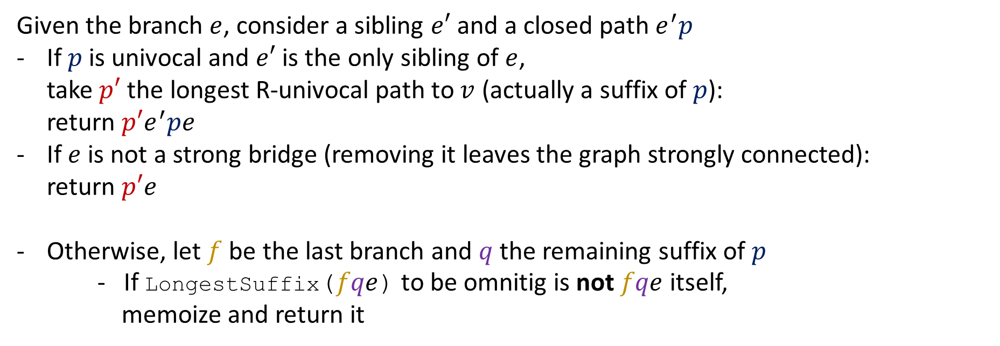 Given the branch e, consider a sibling e′ and a closed path e′p
- If p is univocal and e′ is the only sibling of e,
take p′ the longest R-univocal path to v (actually a suffix of p):
return p′e′pe
- If e is not a strong bridge (removing it leaves the graph strongly connected):
return p′e
- Otherwise, let f be the last branch and q the remaining suffix of p
- If LongestSuffix(fqe) to be omnitig is not fqe itself,
memoize and return it